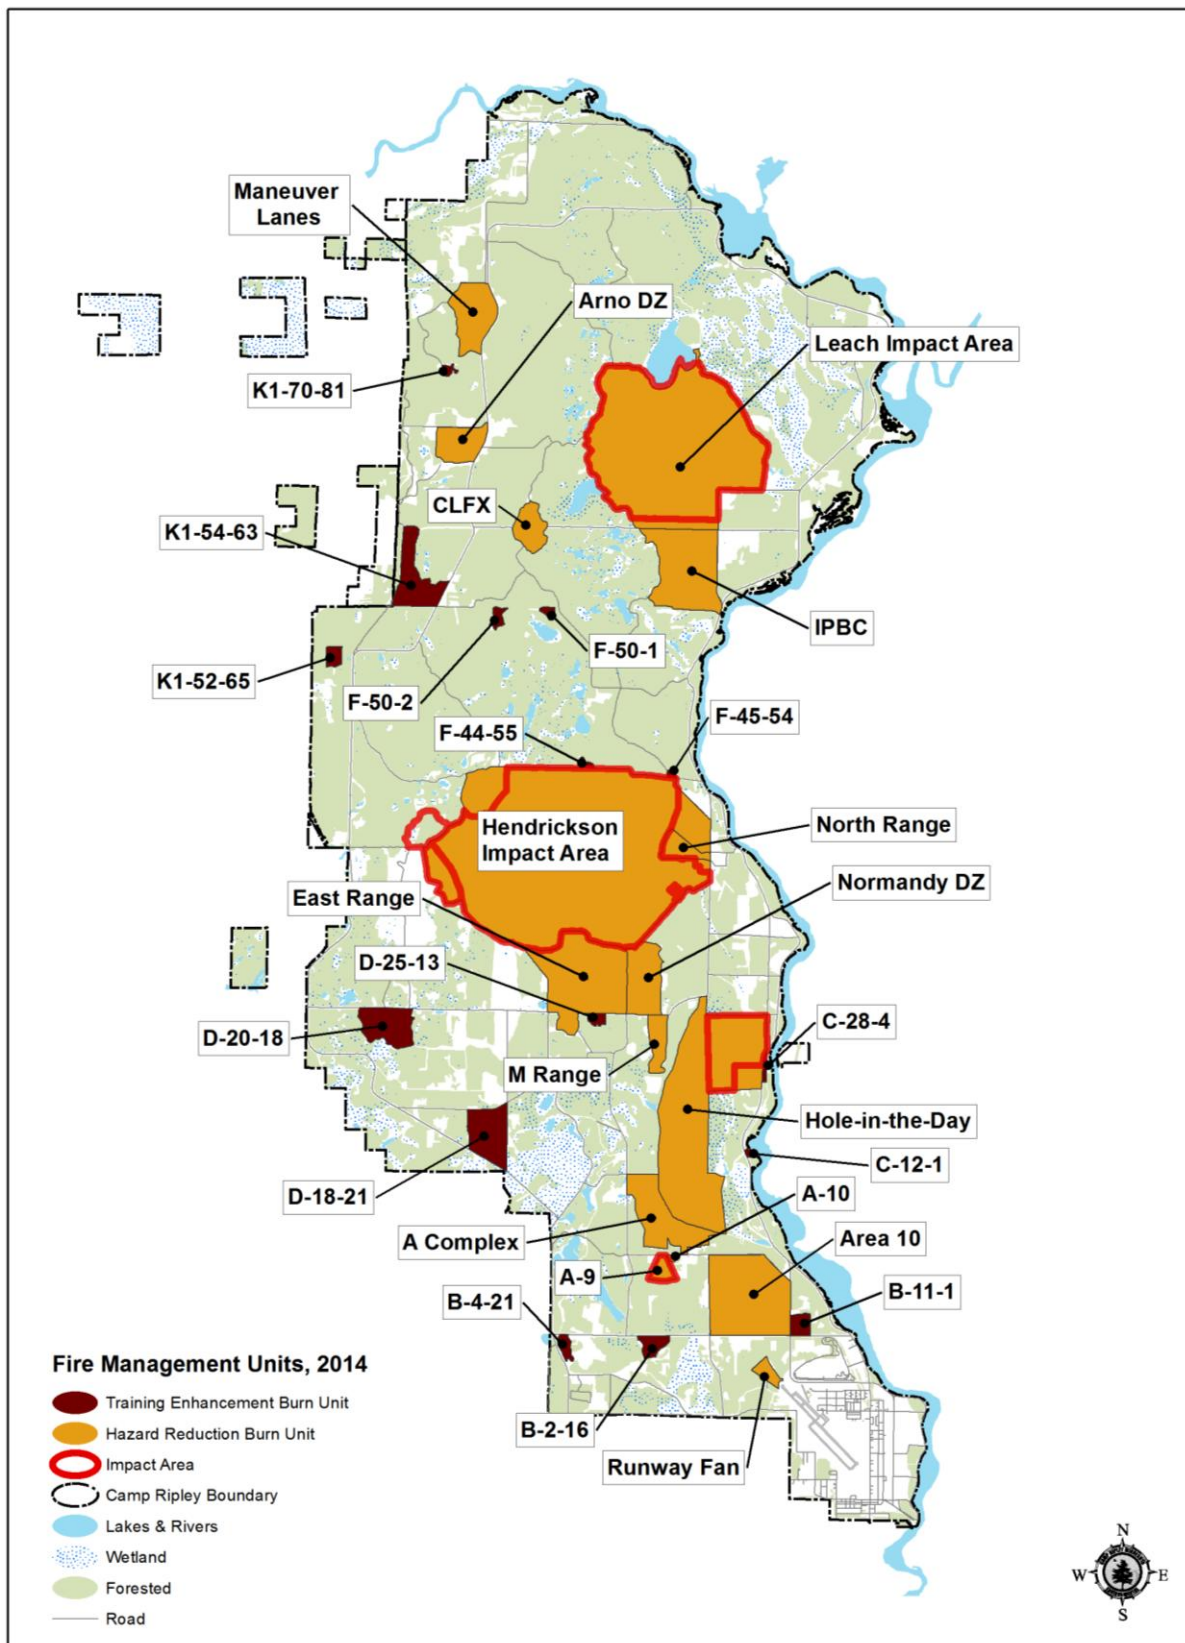 Maneuver
Lanes
Arno DZ
Leach Impact Area
K1-70-81
CLFX
K1-54-63
IPBC
F-50-1
K1-52-65
F-50-2
F-45-54
F-44-55
Hendrickson
Impact Area
North Range
Normandy DZ
East Range
D-25-13
C-28-4
D-20-18
M Range
Hole-in-the-Day
C-12-1
D-18-21
A-10
A Complex
Area 10
A-9
B-11-1
B-4-21
B-2-16
Runway Fan
Fire Management Units, 2014
Training Enhancement Burn Unit
Hazard Reduction Burn Unit
Impact Area
Camp Ripley Boundary
Lakes & Rivers
Wetland
Forested
Road
N
W E
S